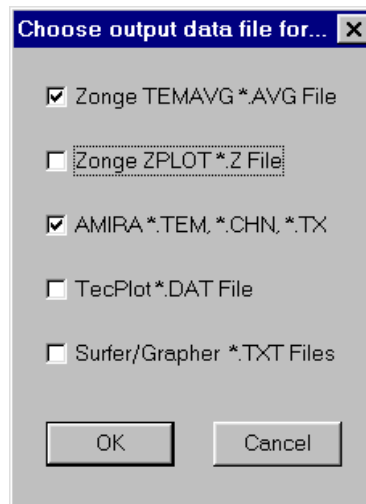 Choose output data file for...
Zonge TEMAVG *.AVG File
Zonge ZPLOT *.Z File
AMIRA *.TEM, *.CHN, *.TX
TecPlot *.DAT File
Surfer/Grapher *.TXT Files
OK Cancel